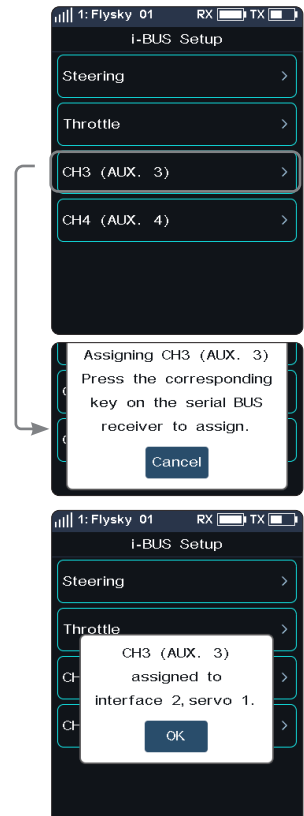 1: Flysky 01 RX TX
i-BUS Setup
Steering
Throttle
CH3 (AUX. 3)
CH4 (AUX. 4)
Assigning CH3 (AUX. 3)
Press the corresponding
key on the serial BUS
receiver to assign.
Cancel
1: Flysky 01 RX TX
i-BUS Setup
Steering
Throttle
CH3 (AUX. 3)
assigned to
interface 2, servo 1.
OK
CH
CH